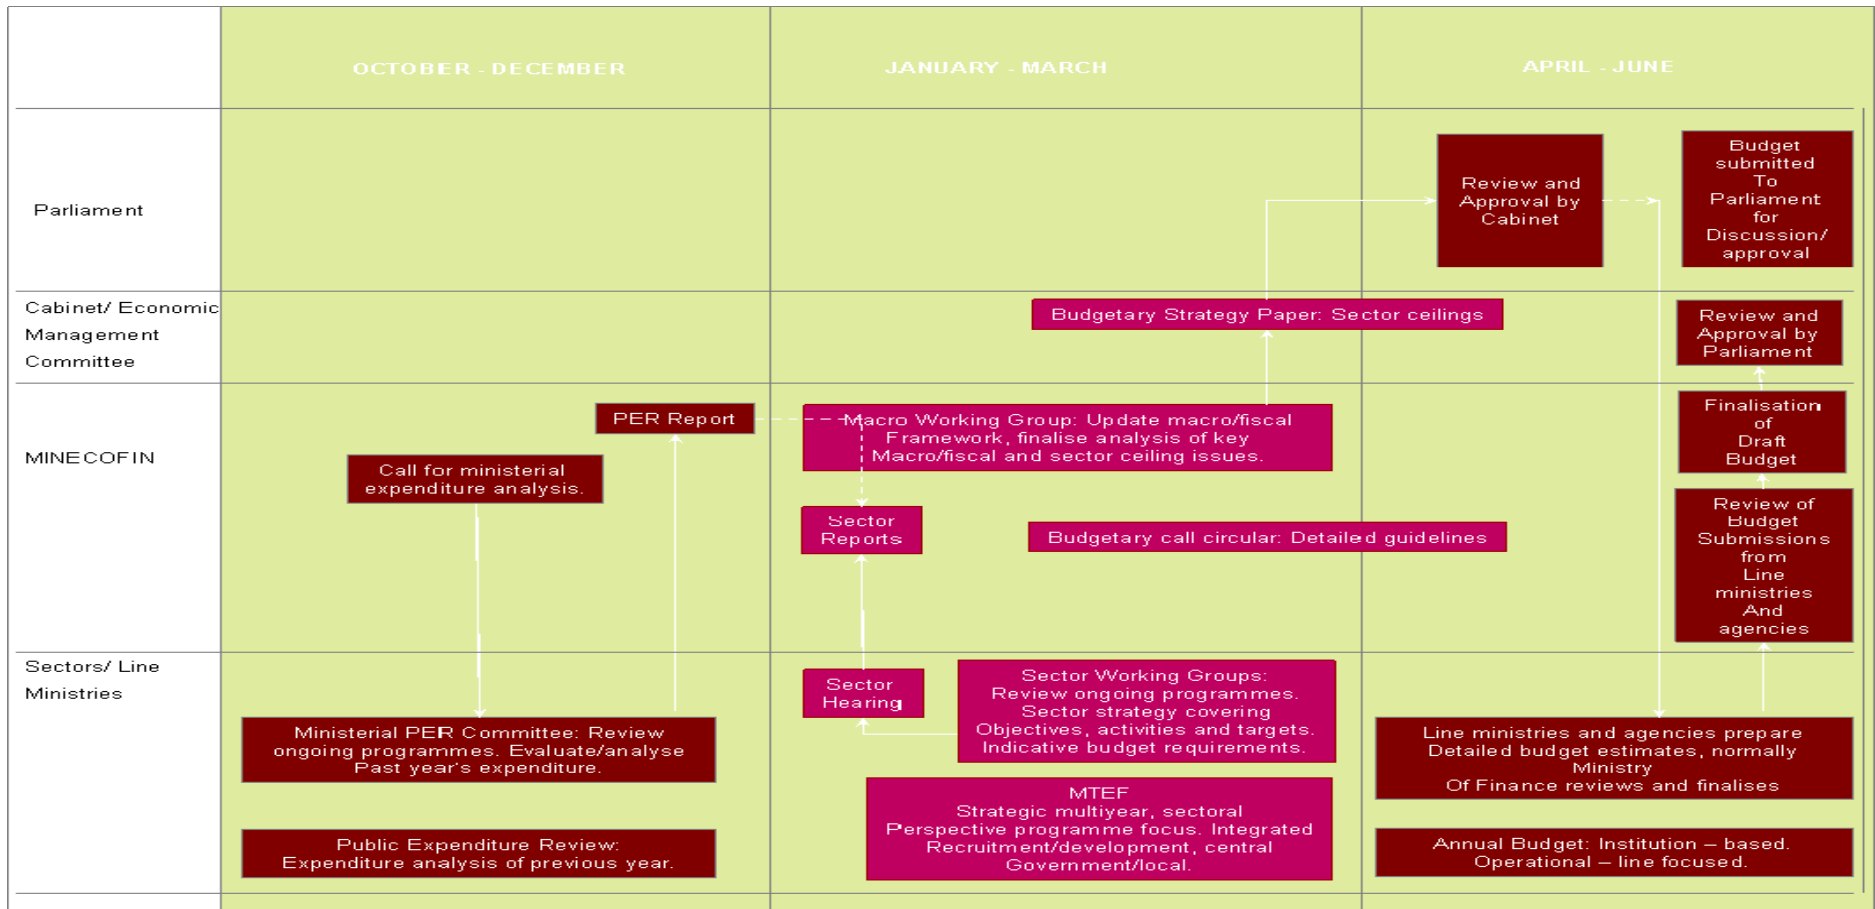 OCTOBER - DECEMBER
JANUARY - MARCH
APRIL - JUNE
Parliament
Review and
Approval by
Cabinet
Budget
submitted
To
Parliament
for
Discussion/
approval
Cabinet/ Economic
Management
Committee
Budgetary Strategy Paper: Sector ceilings
Review and
Approval by
Parliament
MINECOFIN
PER Report
Call for ministerial
expenditure analysis.
Macro Working Group: Update macro/fiscal
Framework, finalise analysis of key
Macro/fiscal and sector ceiling issues.
Sector
Reports
Budgetary call circular: Detailed guidelines
Finalisation
of
Draft
Budget
Review of
Budget
Submissions
from
Line
ministries
And
agencies
Sectors/ Line
Ministries
Ministerial PER Committee: Review
ongoing programmes. Evaluate/analyse
Past year's expenditure.
Public Expenditure Review:
Expenditure analysis of previous year.
Sector
Hearing
Sector Working Groups:
Review ongoing programmes.
Sector strategy covering
Objectives, activities and targets.
Indicative budget requirements.
MTEF
Strategic multiyear, sectoral
Perspective programme focus. Integrated
Recruitment/development, central
Government/local.
Line ministries and agencies prepare
Detailed budget estimates, normally
Ministry
Of Finance reviews and finalises
Annual Budget: Institution – based.
Operational – line focused.